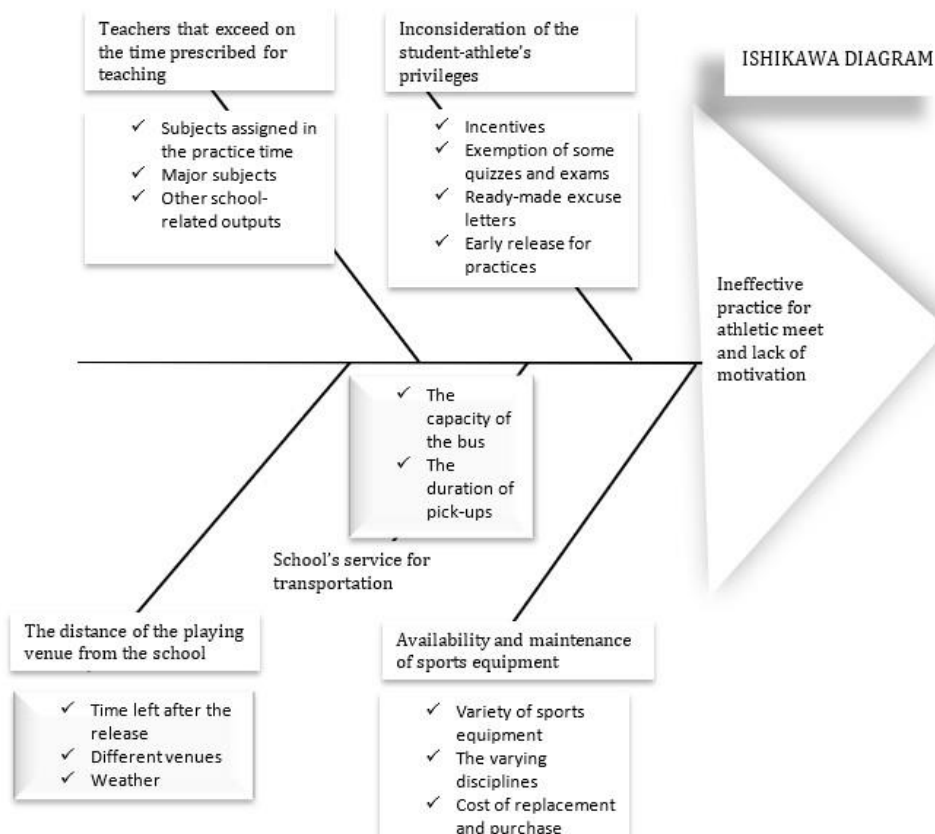 Teachers that exceed on
the time prescribed for
teaching
✓ Subjects assigned in
the practice time
✓ Major subjects
✓ Other school-
related outputs
Inconsideration of the
student-athlete's
privileges
✓ Incentives
✓ Exemption of some
quizzes and exams
✓ Ready-made excuse
letters
✓ Early release for
practices
ISHIKAWA DIAGRAM
Ineffective
practice for
athletic meet
and lack of
motivation
✓ The
capacity of
the bus
✓ The
duration of
pick-ups
School's service for
transportation
The distance of the playing
venue from the school
✓ Time left after the
release
✓ Different venues
✓ Weather
Availability and maintenance
of sports equipment
✓ Variety of sports
equipment
✓ The varying
disciplines
✓ Cost of replacement
and purchase